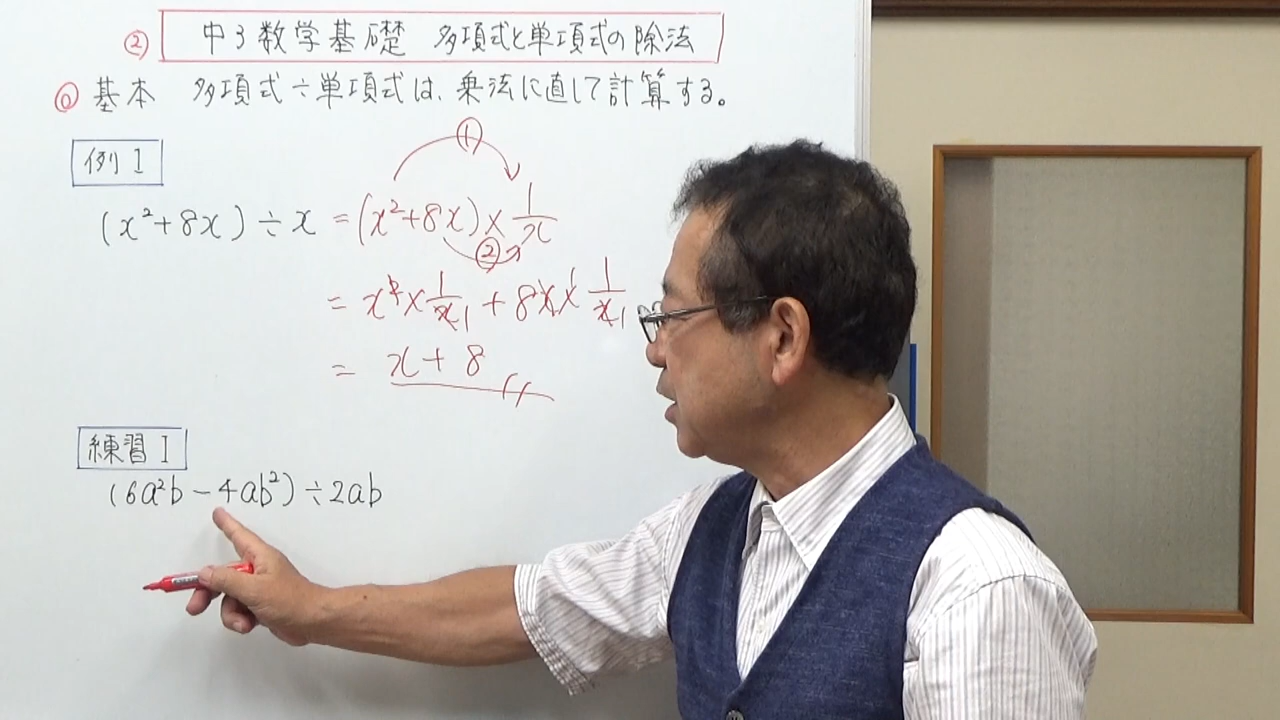 ② 中3数学基礎 多項式と単項式の除法
◎ 基本 多項式÷単項式は、乗法に直して計算する。
例1
①
(x²+8x)÷x = (x²+8x)×1/x
②
= x²×1/x + 8x×1/x
= x+8
練習1
(6a²b-4ab²)÷2ab